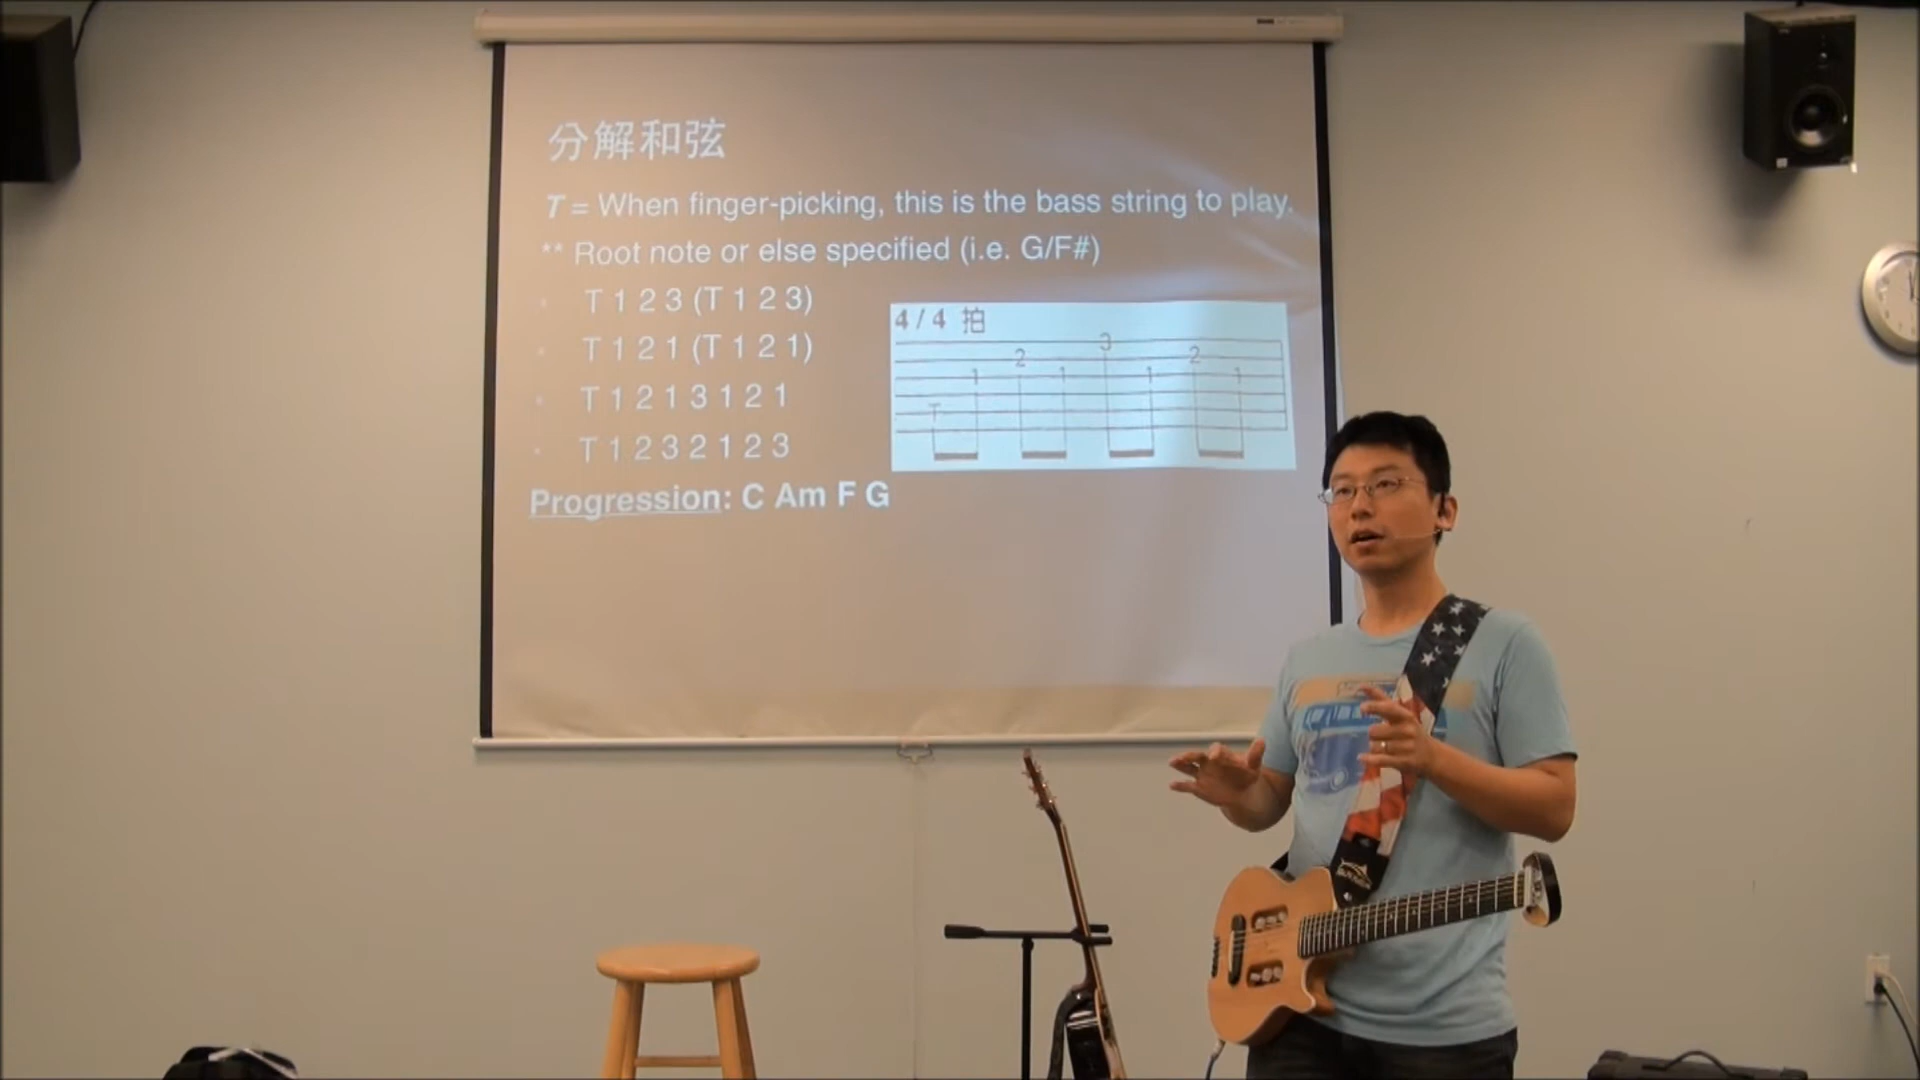 分解和弦
T = When finger-picking, this is the bass string to play.
** Root note or else specified (i.e. G/F#)
T 1 2 3 (T 1 2 3)
T 1 2 1 (T 1 2 1)
T 1 2 1 3 1 2 1
T 1 2 3 2 1 2 3
Progression: C Am F G
4/4 拍
T 1 2 1 3 1 2 1